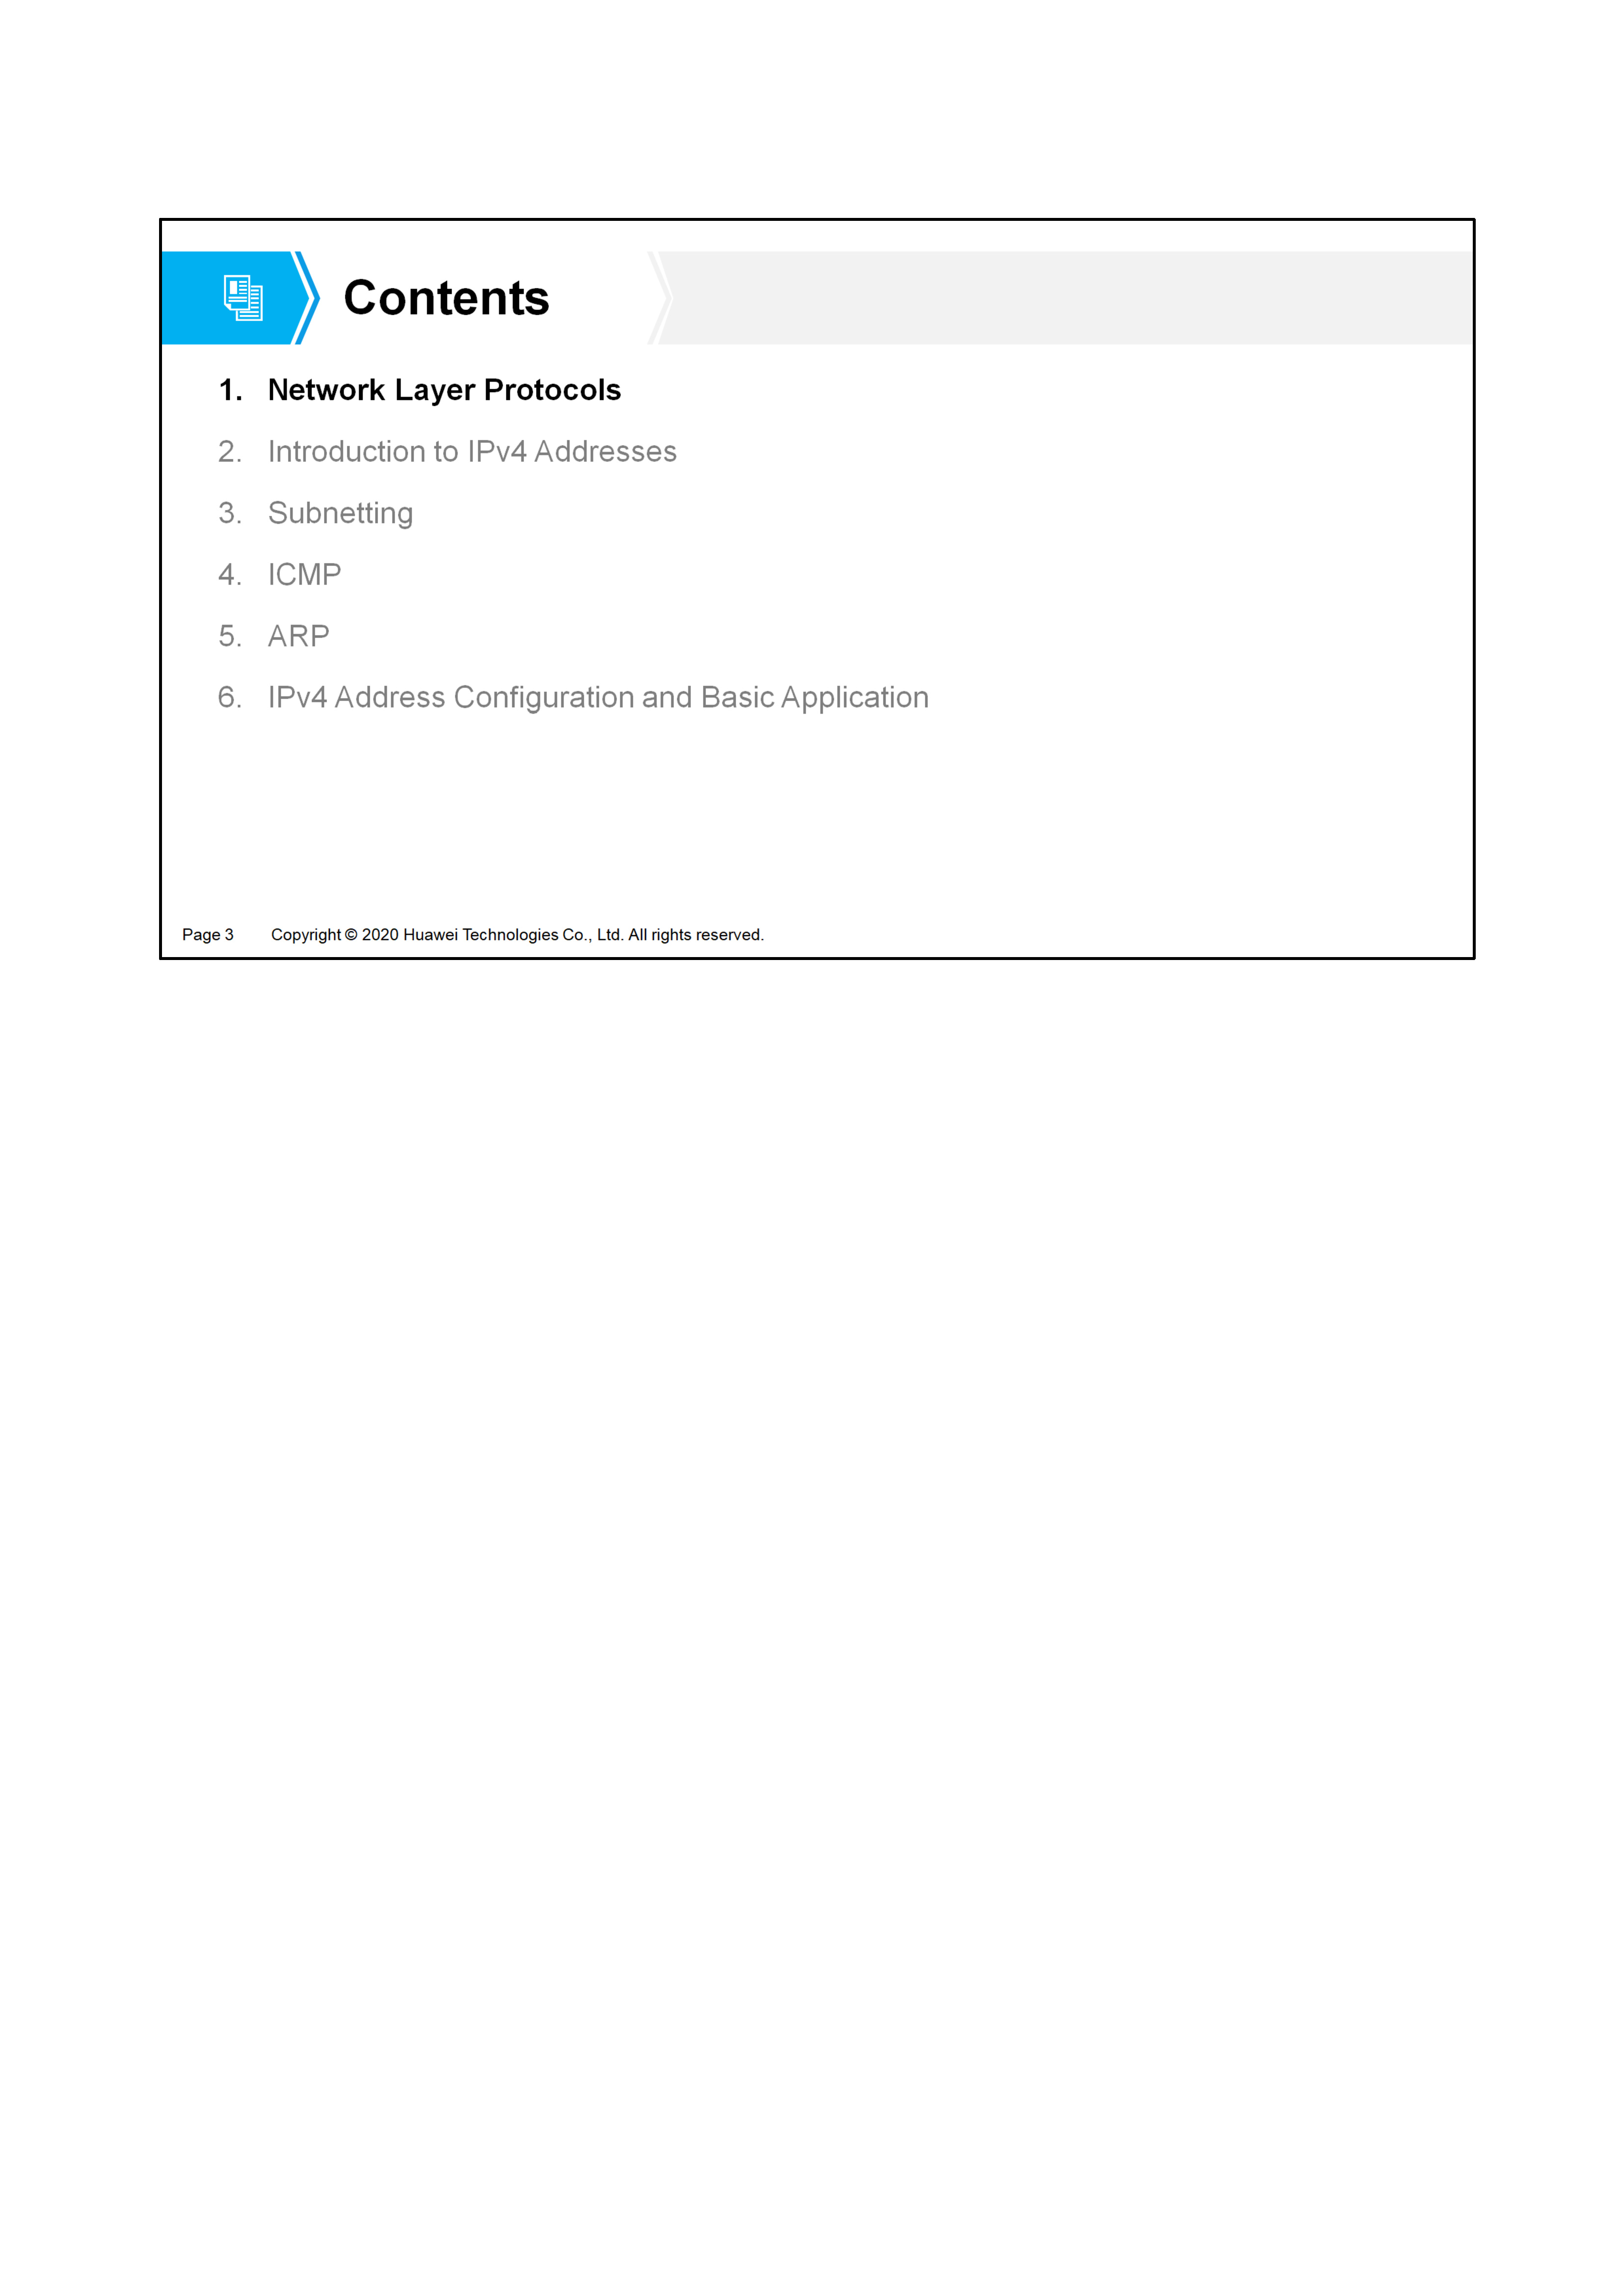 Contents
1. Network Layer Protocols
2. Introduction to IPv4 Addresses
3. Subnetting
4. ICMP
5. ARP
6. IPv4 Address Configuration and Basic Application
Page 3 Copyright © 2020 Huawei Technologies Co., Ltd. All rights reserved.